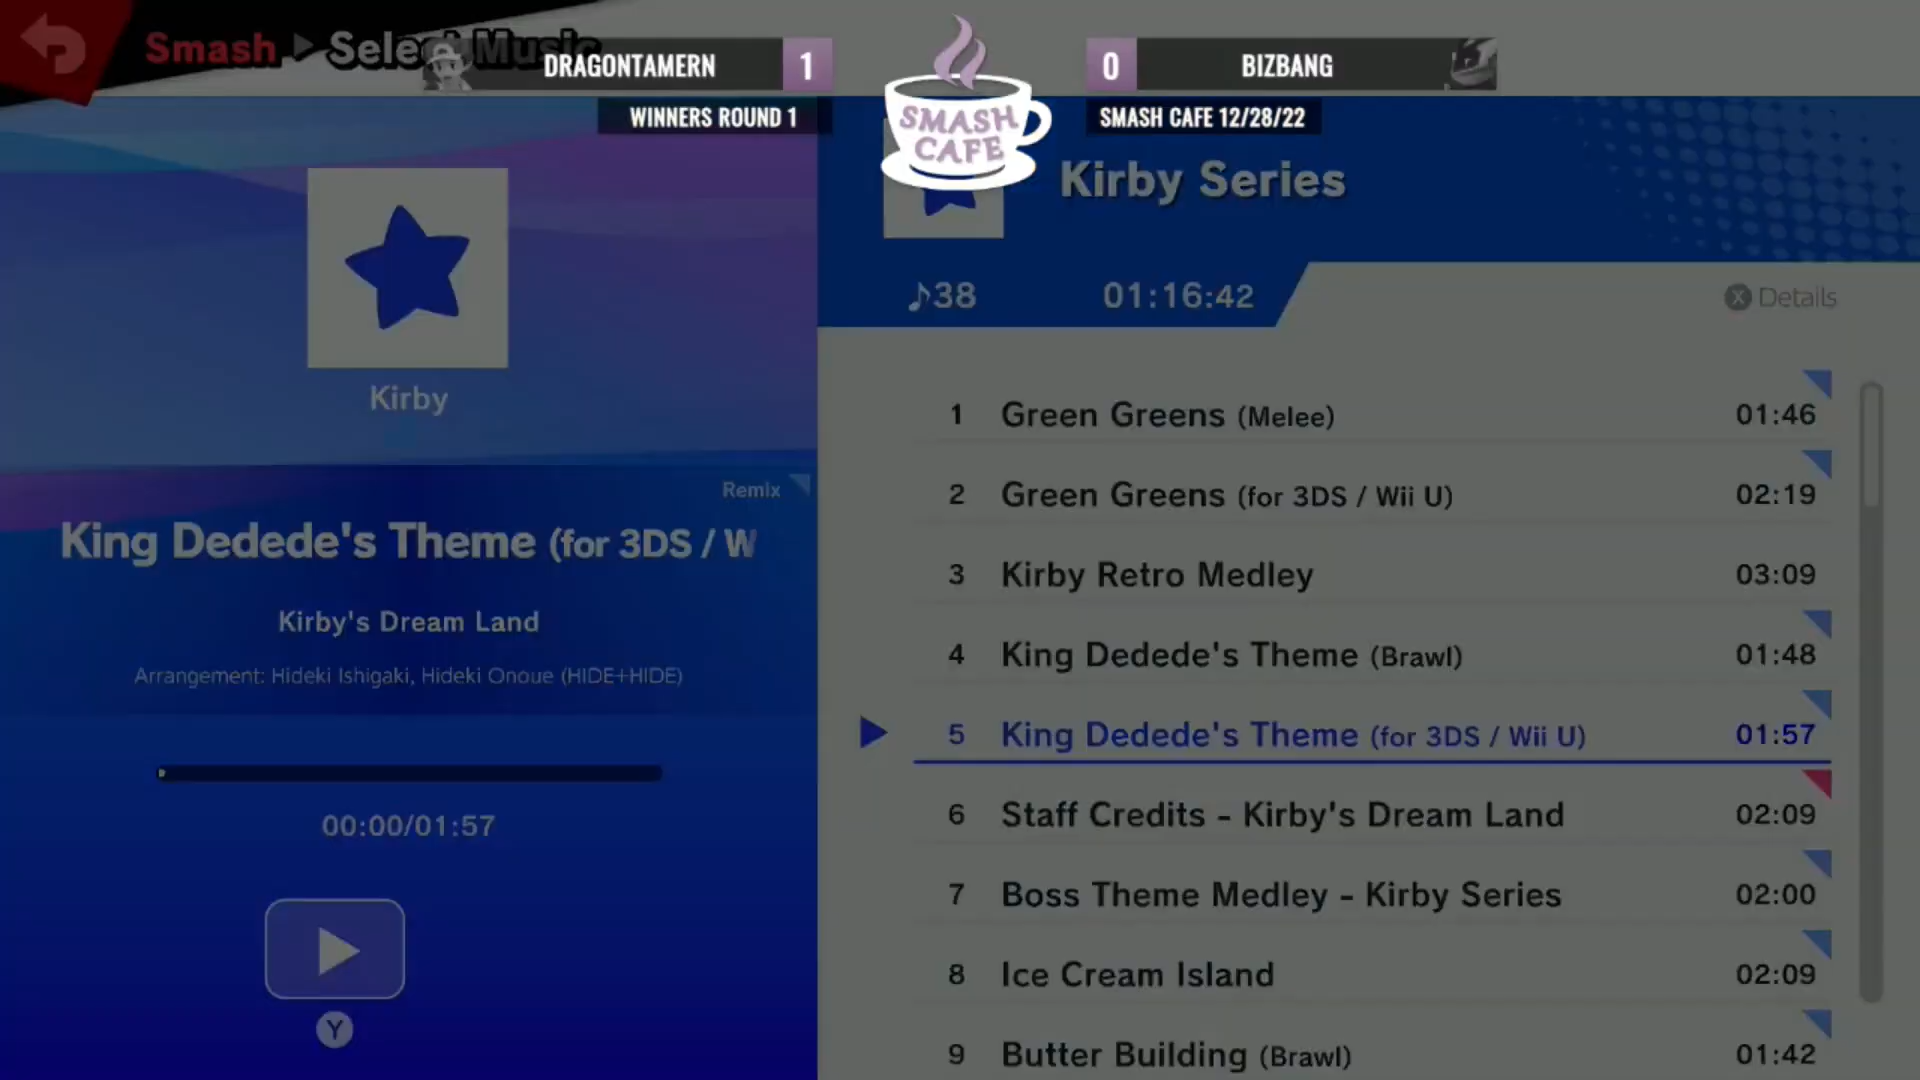 Smash ▶ Select Music
DRAGONTAMERN 1
0 BIZBANG
WINNERS ROUND 1
SMASH CAFE 12/28/22
SMASH
CAFE
Kirby Series
♪38 01:16:42
X Details
Kirby
Remix
King Dedede's Theme (for 3DS / W
Kirby's Dream Land
Arrangement: Hideki Ishigaki, Hideki Onoue (HIDE+HIDE)
00:00/01:57
Y
1 Green Greens (Melee) 01:46
2 Green Greens (for 3DS / Wii U) 02:19
3 Kirby Retro Medley 03:09
4 King Dedede's Theme (Brawl) 01:48
5 King Dedede's Theme (for 3DS / Wii U) 01:57
6 Staff Credits – Kirby's Dream Land 02:09
7 Boss Theme Medley – Kirby Series 02:00
8 Ice Cream Island 02:09
9 Butter Building (Brawl) 01:42